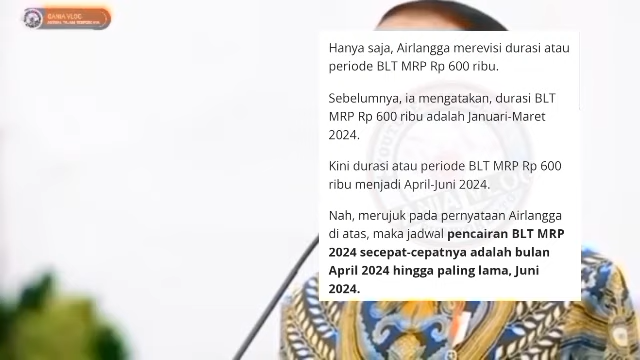 DANIA VLOG
Hanya saja, Airlangga merevisi durasi atau
periode BLT MRP Rp 600 ribu.
Sebelumnya, ia mengatakan, durasi BLT
MRP Rp 600 ribu adalah Januari-Maret
2024.
Kini durasi atau periode BLT MRP Rp 600
ribu menjadi April-Juni 2024.
Nah, merujuk pada pernyataan Airlangga
di atas, maka jadwal pencairan BLT MRP
2024 secepat-cepatnya adalah bulan
April 2024 hingga paling lama, Juni
2024.